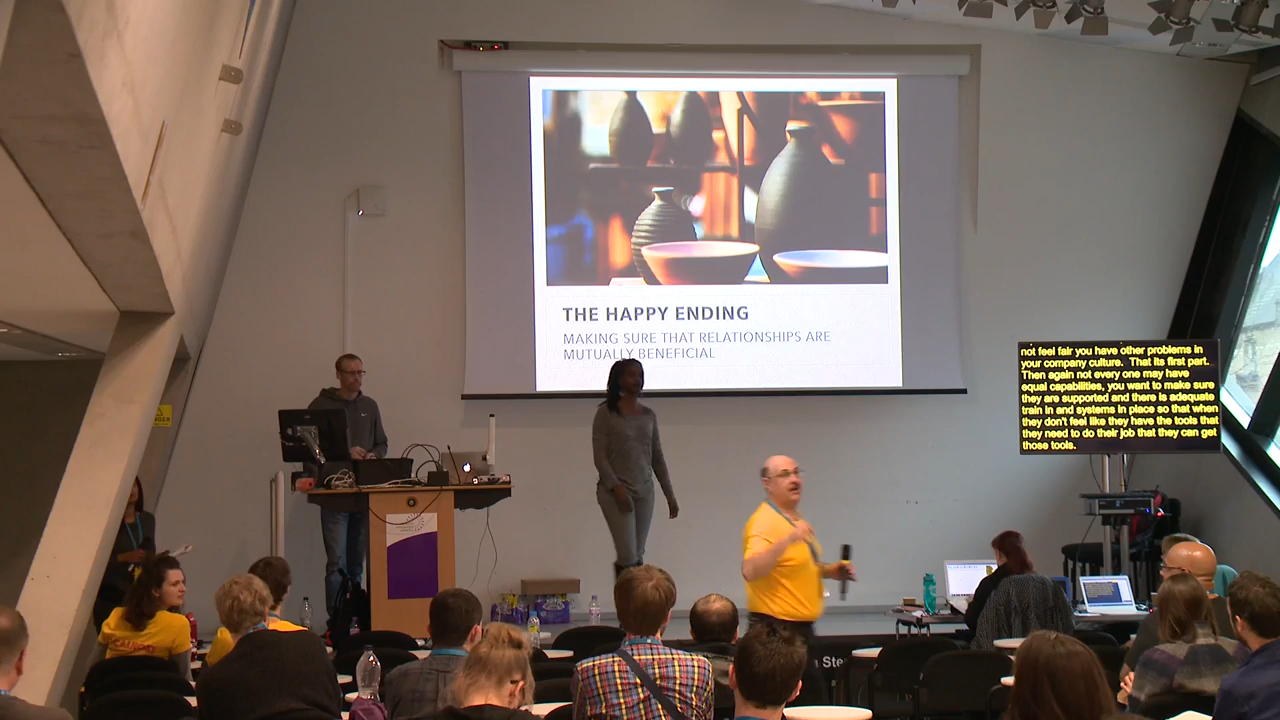 THE HAPPY ENDING
MAKING SURE THAT RELATIONSHIPS ARE
MUTUALLY BENEFICIAL
not feel fair you have other problems in
your company culture.  That its first part.
Then again not every one may have
equal capabilities, you want to make sure
they are supported and there is adequate
train in and systems in place so that when
they don't feel like they have the tools that
they need to do their job that they can get
those tools.